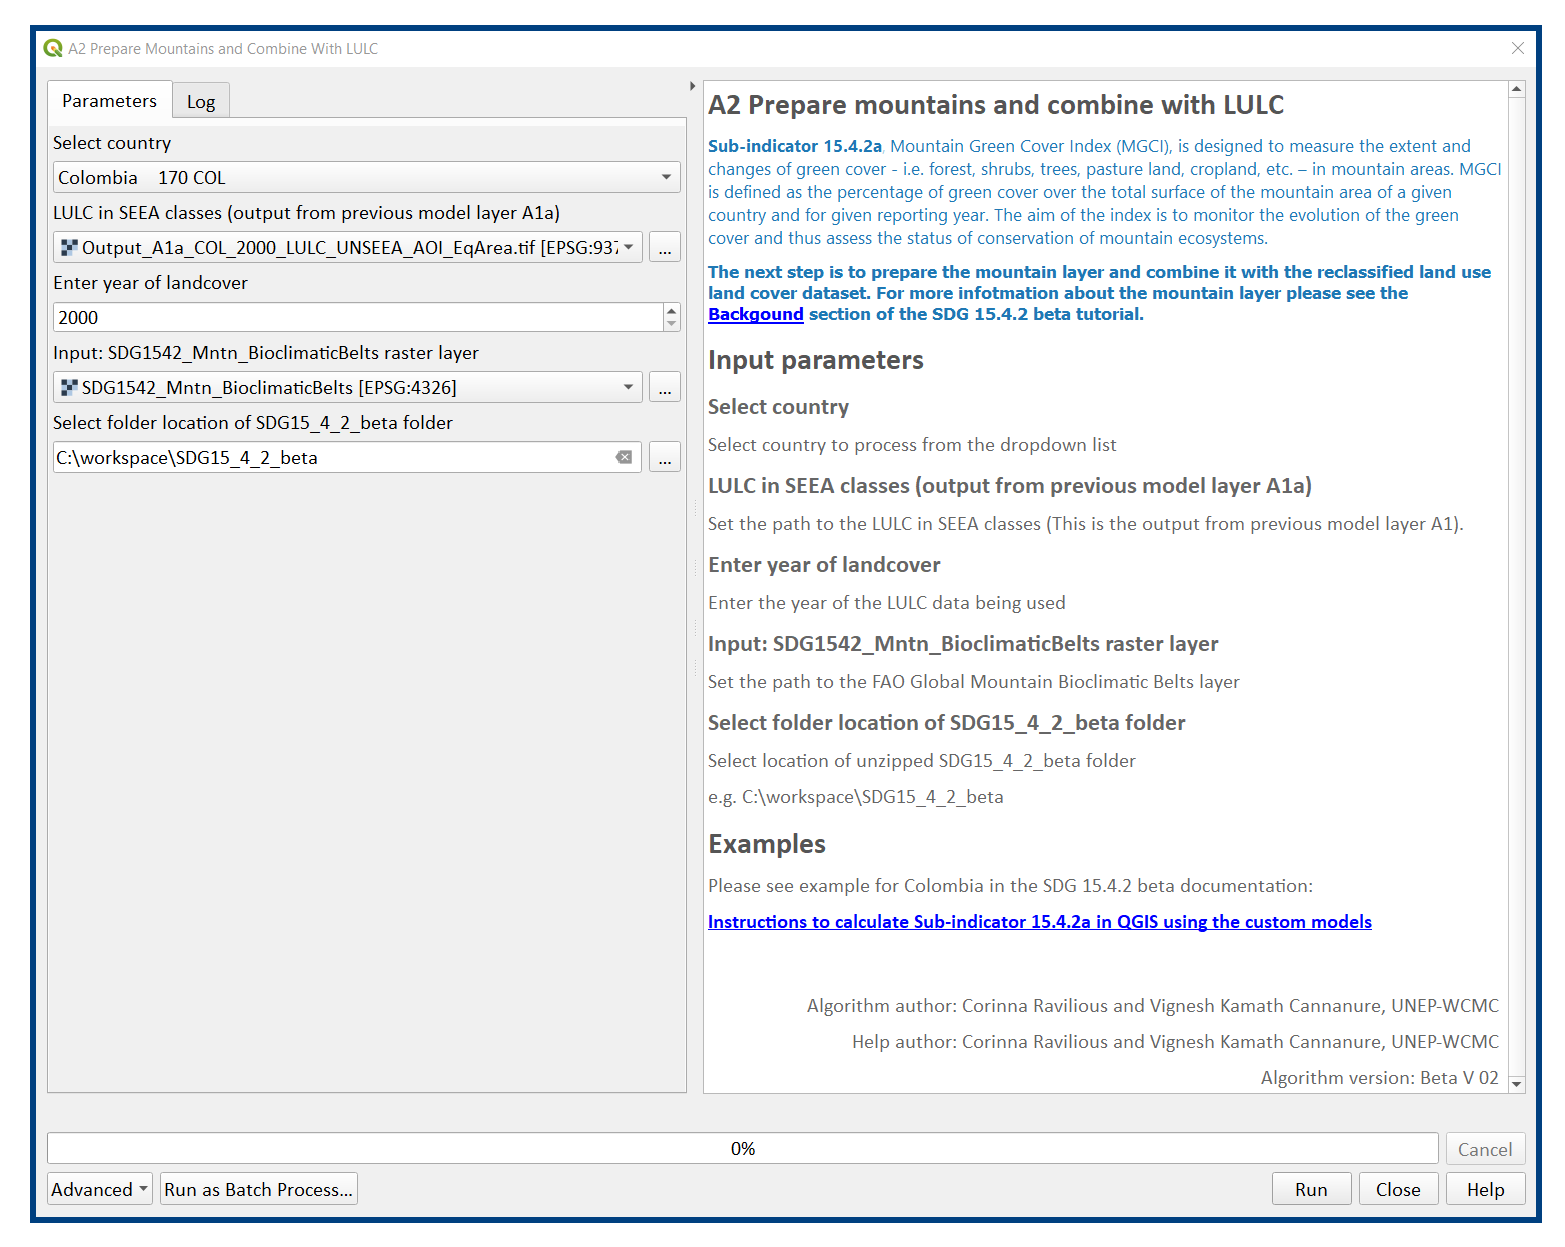 A2 Prepare Mountains and Combine With LULC
Parameters
Log
Select country
Colombia 170 COL
LULC in SEEA classes (output from previous model layer A1a)
Output_A1a_COL_2000_LULC_UNSEEA_AOI_EqArea.tif [EPSG:937
...
Enter year of landcover
2000
Input: SDG1542_Mntn_BioclimaticBelts raster layer
SDG1542_Mntn_BioclimaticBelts [EPSG:4326]
...
Select folder location of SDG15_4_2_beta folder
C:\workspace\SDG15_4_2_beta
...
A2 Prepare mountains and combine with LULC
Sub-indicator 15.4.2a, Mountain Green Cover Index (MGCI), is designed to measure the extent and
changes of green cover - i.e. forest, shrubs, trees, pasture land, cropland, etc. – in mountain areas. MGCI
is defined as the percentage of green cover over the total surface of the mountain area of a given
country and for given reporting year. The aim of the index is to monitor the evolution of the green
cover and thus assess the status of conservation of mountain ecosystems.
The next step is to prepare the mountain layer and combine it with the reclassified land use
land cover dataset. For more infotmation about the mountain layer please see the
Backgound section of the SDG 15.4.2 beta tutorial.
Input parameters
Select country
Select country to process from the dropdown list
LULC in SEEA classes (output from previous model layer A1a)
Set the path to the LULC in SEEA classes (This is the output from previous model layer A1).
Enter year of landcover
Enter the year of the LULC data being used
Input: SDG1542_Mntn_BioclimaticBelts raster layer
Set the path to the FAO Global Mountain Bioclimatic Belts layer
Select folder location of SDG15_4_2_beta folder
Select location of unzipped SDG15_4_2_beta folder
e.g. C:\workspace\SDG15_4_2_beta
Examples
Please see example for Colombia in the SDG 15.4.2 beta documentation:
Instructions to calculate Sub-indicator 15.4.2a in QGIS using the custom models
Algorithm author: Corinna Ravilious and Vignesh Kamath Cannanure, UNEP-WCMC
Help author: Corinna Ravilious and Vignesh Kamath Cannanure, UNEP-WCMC
Algorithm version: Beta V 02
0%
Cancel
Advanced
Run as Batch Process...
Run
Close
Help